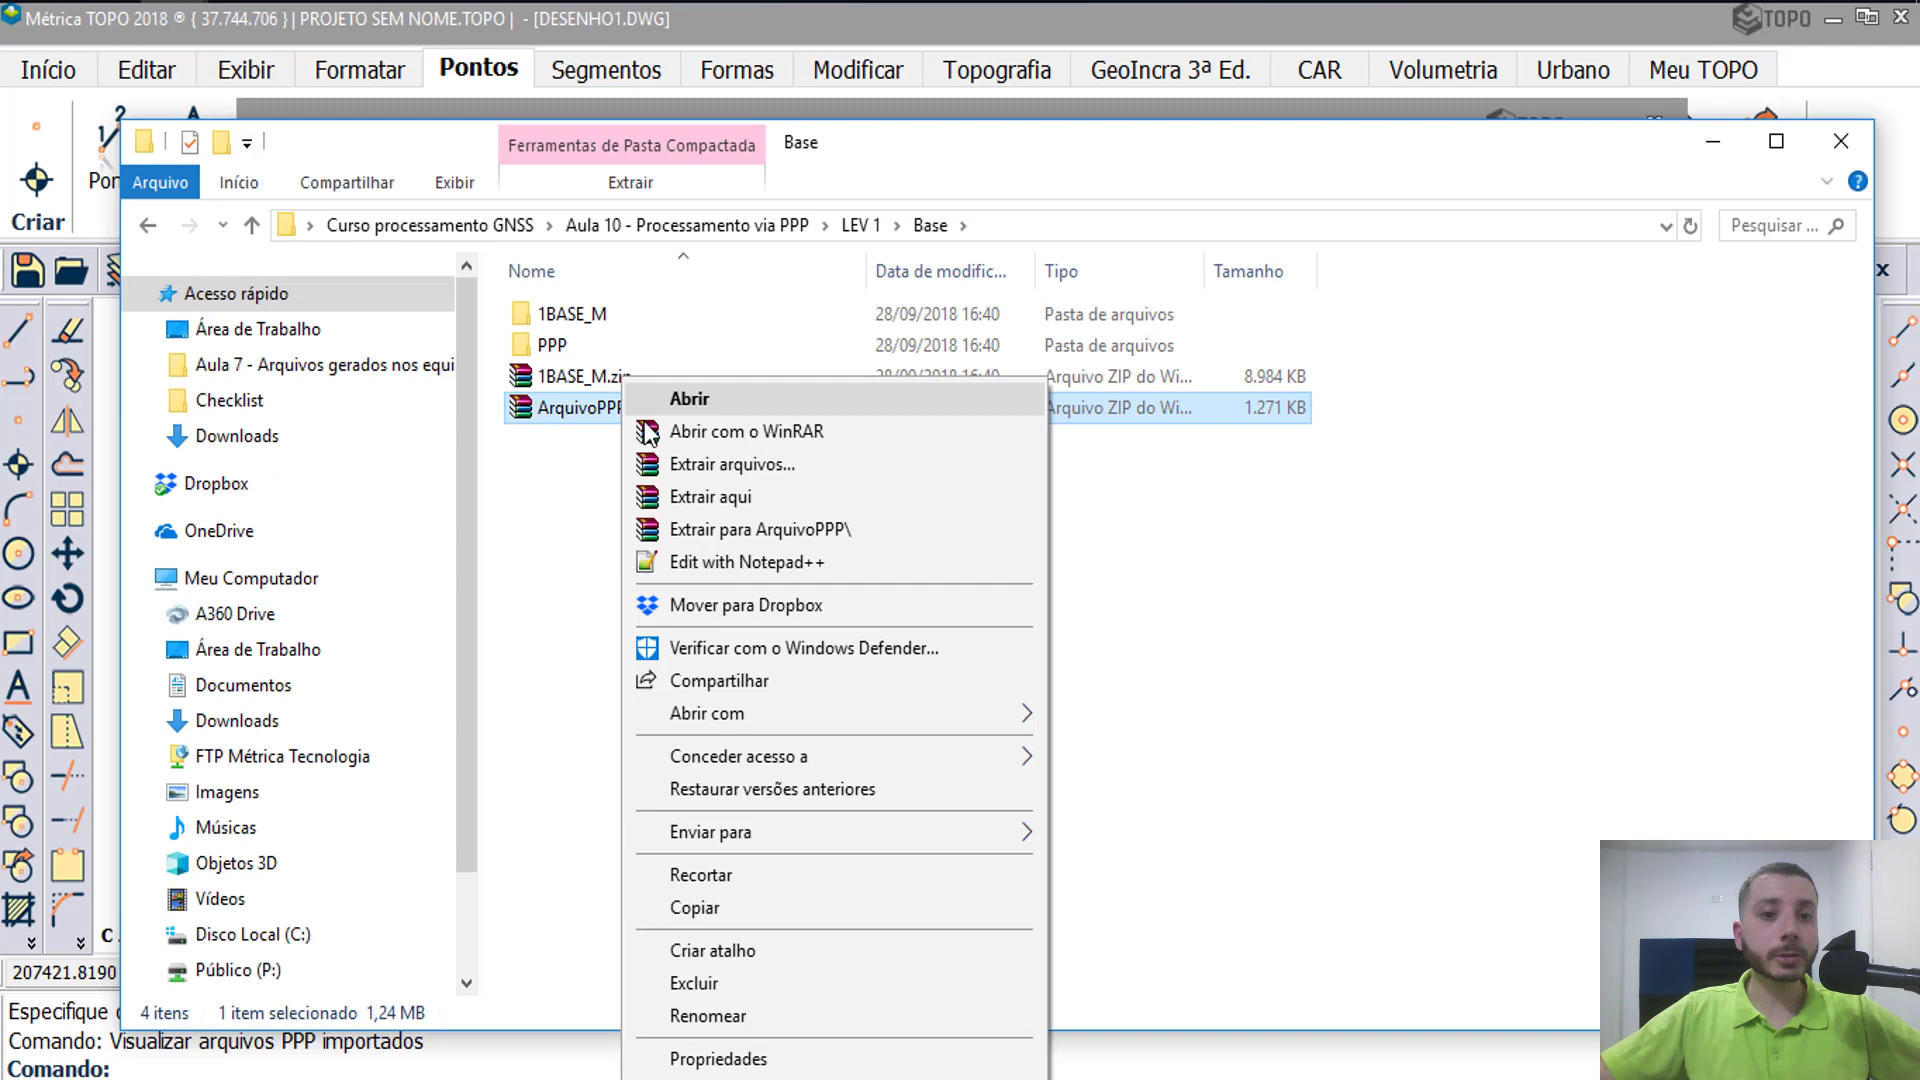 Métrica TOPO 2018 ® { 37.744.706 } | PROJETO SEM NOME.TOPO | - [DESENHO1.DWG]
TOPO
Início Editar Exibir Formatar Pontos Segmentos Formas Modificar Topografia GeoIncra 3ª Ed. CAR Volumetria Urbano Meu TOPO
Ferramentas de Pasta Compactada Base
Arquivo Início Compartilhar Exibir Extrair
Criar
Curso processamento GNSS Aula 10 - Processamento via PPP LEV 1 Base
Pesquisar ...
Nome Data de modific... Tipo Tamanho
Acesso rápido
Área de Trabalho
Aula 7 - Arquivos gerados nos equi
Checklist
Downloads
Dropbox
OneDrive
Meu Computador
A360 Drive
Área de Trabalho
Documentos
Downloads
FTP Métrica Tecnologia
Imagens
Músicas
Objetos 3D
Vídeos
Disco Local (C:)
Público (P:)
1BASE_M 28/09/2018 16:40 Pasta de arquivos
PPP 28/09/2018 16:40 Pasta de arquivos
1BASE_M.zip 28/09/2018 16:40 Arquivo ZIP do Wi... 8.984 KB
ArquivoPPP Arquivo ZIP do Wi... 1.271 KB
Abrir
Abrir com o WinRAR
Extrair arquivos...
Extrair aqui
Extrair para ArquivoPPP\
Edit with Notepad++
Mover para Dropbox
Verificar com o Windows Defender...
Compartilhar
Abrir com
Conceder acesso a
Restaurar versões anteriores
Enviar para
Recortar
Copiar
Criar atalho
Excluir
Renomear
Propriedades
4 itens 1 item selecionado 1,24 MB
207421.8190
Especifique
Comando: Visualizar arquivos PPP importados
Comando: